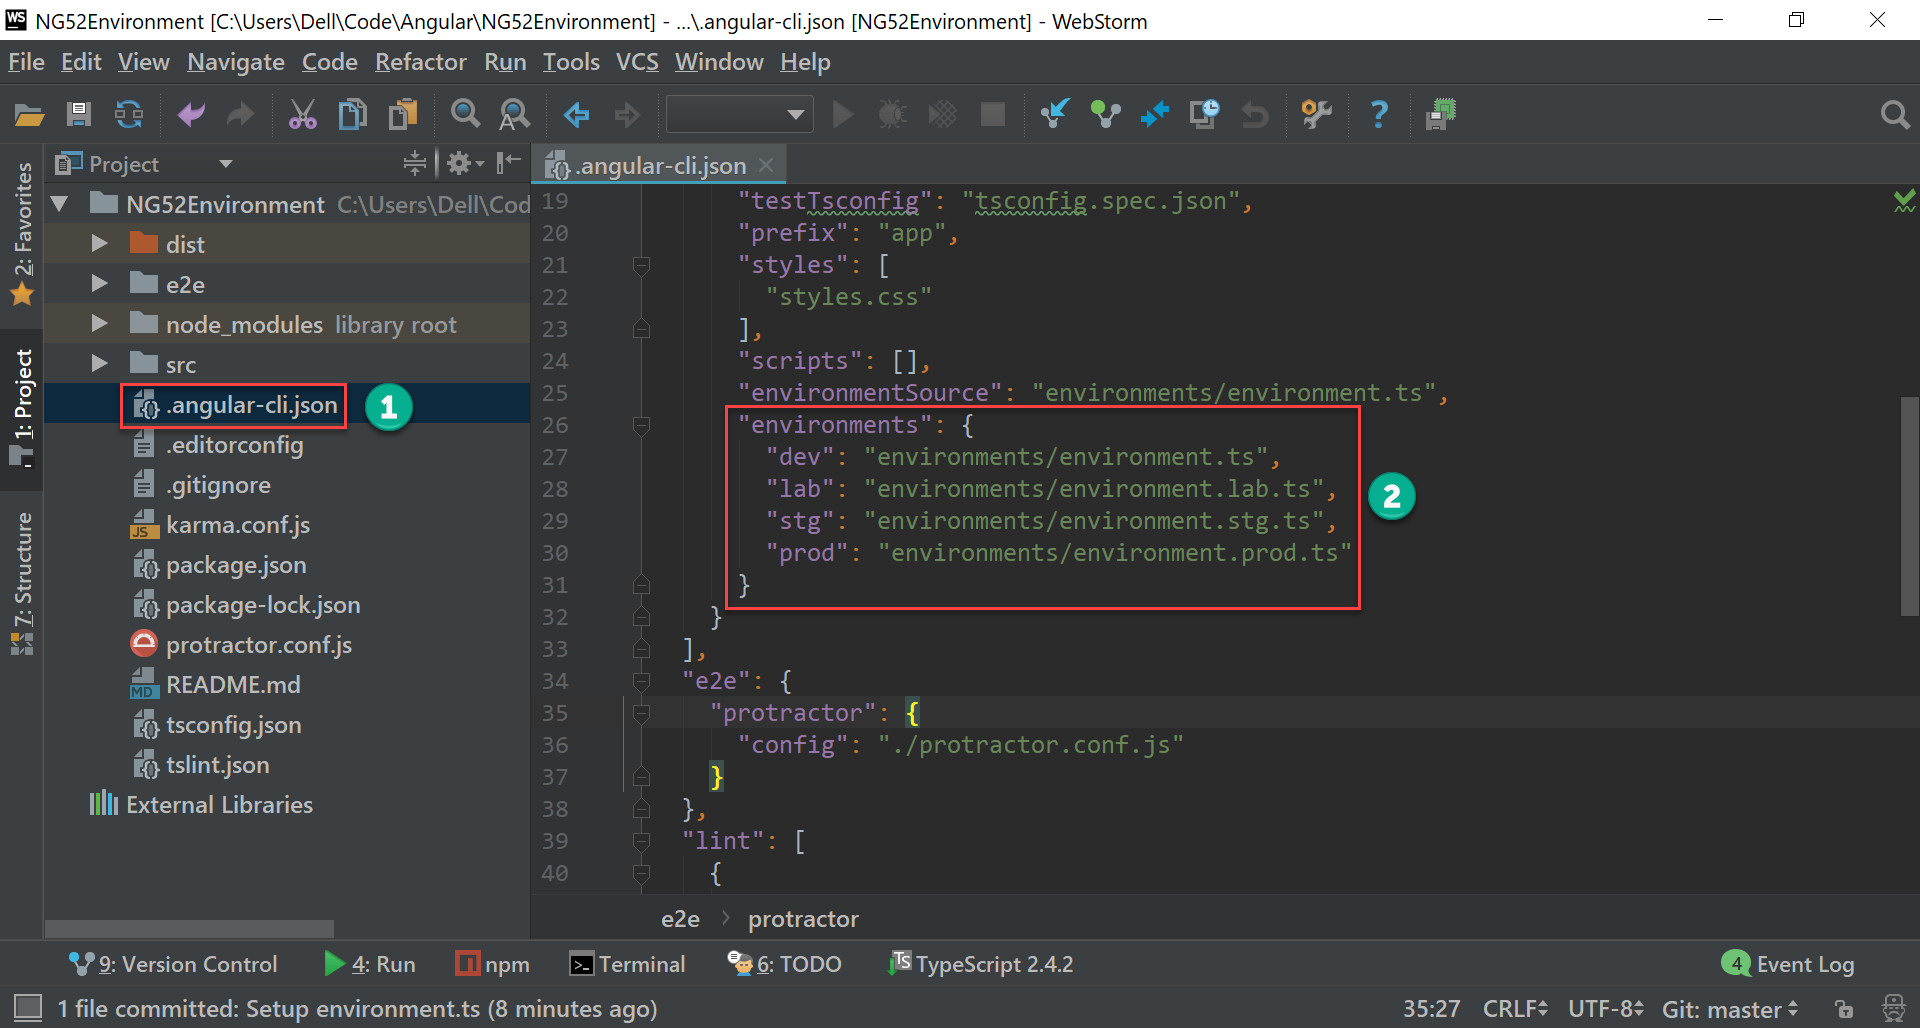 WS NG52Environment [C:\Users\Dell\Code\Angular\NG52Environment] - ...\.angular-cli.json [NG52Environment] - WebStorm
File Edit View Navigate Code Refactor Run Tools VCS Window Help
Project
.angular-cli.json
2: Favorites
1: Project
7: Structure
NG52Environment C:\Users\Dell\Cod
dist
e2e
node_modules library root
src
.angular-cli.json 1
.editorconfig
.gitignore
karma.conf.js
package.json
package-lock.json
protractor.conf.js
README.md
tsconfig.json
tslint.json
External Libraries
19 "testTsconfig": "tsconfig.spec.json",
20 "prefix": "app",
21 "styles": [
22 "styles.css"
23 ],
24 "scripts": [],
25 "environmentSource": "environments/environment.ts",
26 "environments": {
27 "dev": "environments/environment.ts",
28 "lab": "environments/environment.lab.ts",
2
29 "stg": "environments/environment.stg.ts",
30 "prod": "environments/environment.prod.ts"
31 }
32 }
33 ],
34 "e2e": {
35 "protractor": {
36 "config": "./protractor.conf.js"
37 }
38 },
39 "lint": [
40 {
e2e protractor
9: Version Control 4: Run npm Terminal 6: TODO TS TypeScript 2.4.2 4 Event Log
1 file committed: Setup environment.ts (8 minutes ago) 35:27 CRLF UTF-8 Git: master